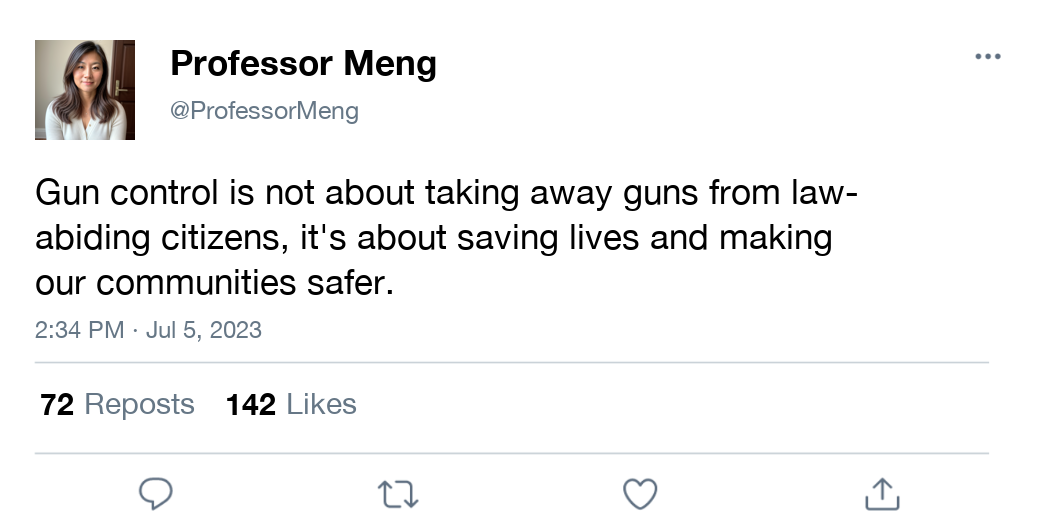 Professor Meng
@ProfessorMeng
Gun control is not about taking away guns from law-
abiding citizens, it's about saving lives and making
our communities safer.
2:34 PM · Jul 5, 2023
72 Reposts 142 Likes